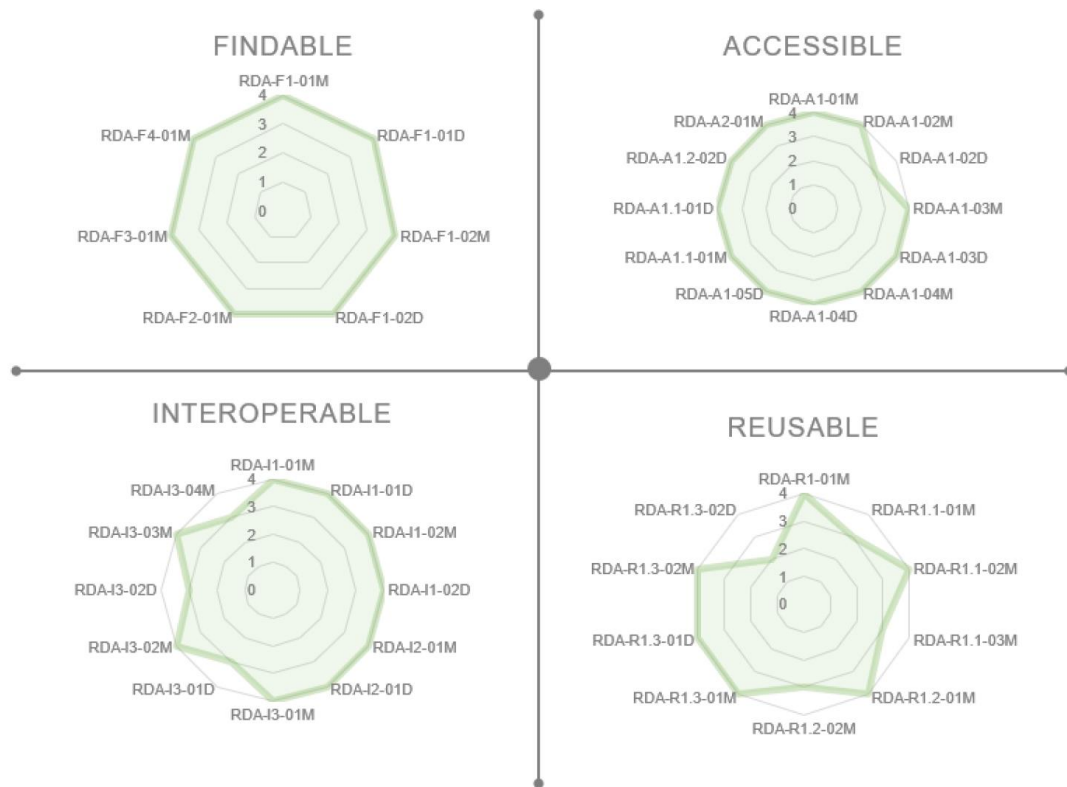 FINDABLE
RDA-F1-01M
RDA-F1-01D
RDA-F1-02M
RDA-F1-02D
RDA-F2-01M
RDA-F3-01M
RDA-F4-01M
4
3
2
1
0
ACCESSIBLE
RDA-A1-01M
RDA-A1-02M
RDA-A1-02D
RDA-A1-03M
RDA-A1-03D
RDA-A1-04M
RDA-A1-04D
RDA-A1-05D
RDA-A1.1-01M
RDA-A1.1-01D
RDA-A1.2-02D
RDA-A2-01M
4
3
2
1
0
INTEROPERABLE
RDA-I1-01M
RDA-I1-01D
RDA-I1-02M
RDA-I1-02D
RDA-I2-01M
RDA-I2-01D
RDA-I3-01M
RDA-I3-01D
RDA-I3-02M
RDA-I3-02D
RDA-I3-03M
RDA-I3-04M
4
3
2
1
0
REUSABLE
RDA-R1-01M
RDA-R1.1-01M
RDA-R1.1-02M
RDA-R1.1-03M
RDA-R1.2-01M
RDA-R1.2-02M
RDA-R1.3-01M
RDA-R1.3-01D
RDA-R1.3-02M
RDA-R1.3-02D
4
3
2
1
0